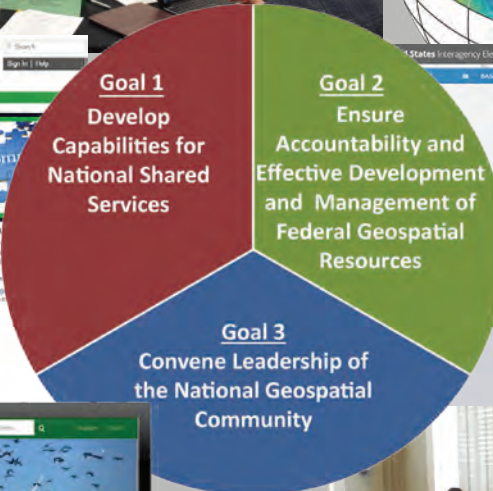 Search
Sign In | Help
States Interagency Ele
Goal 1
Develop
Capabilities for
National Shared
Services
Goal 2
Ensure
Accountability and
Effective Development
and Management of
Federal Geospatial
Resources
Goal 3
Convene Leadership of
the National Geospatial
Community